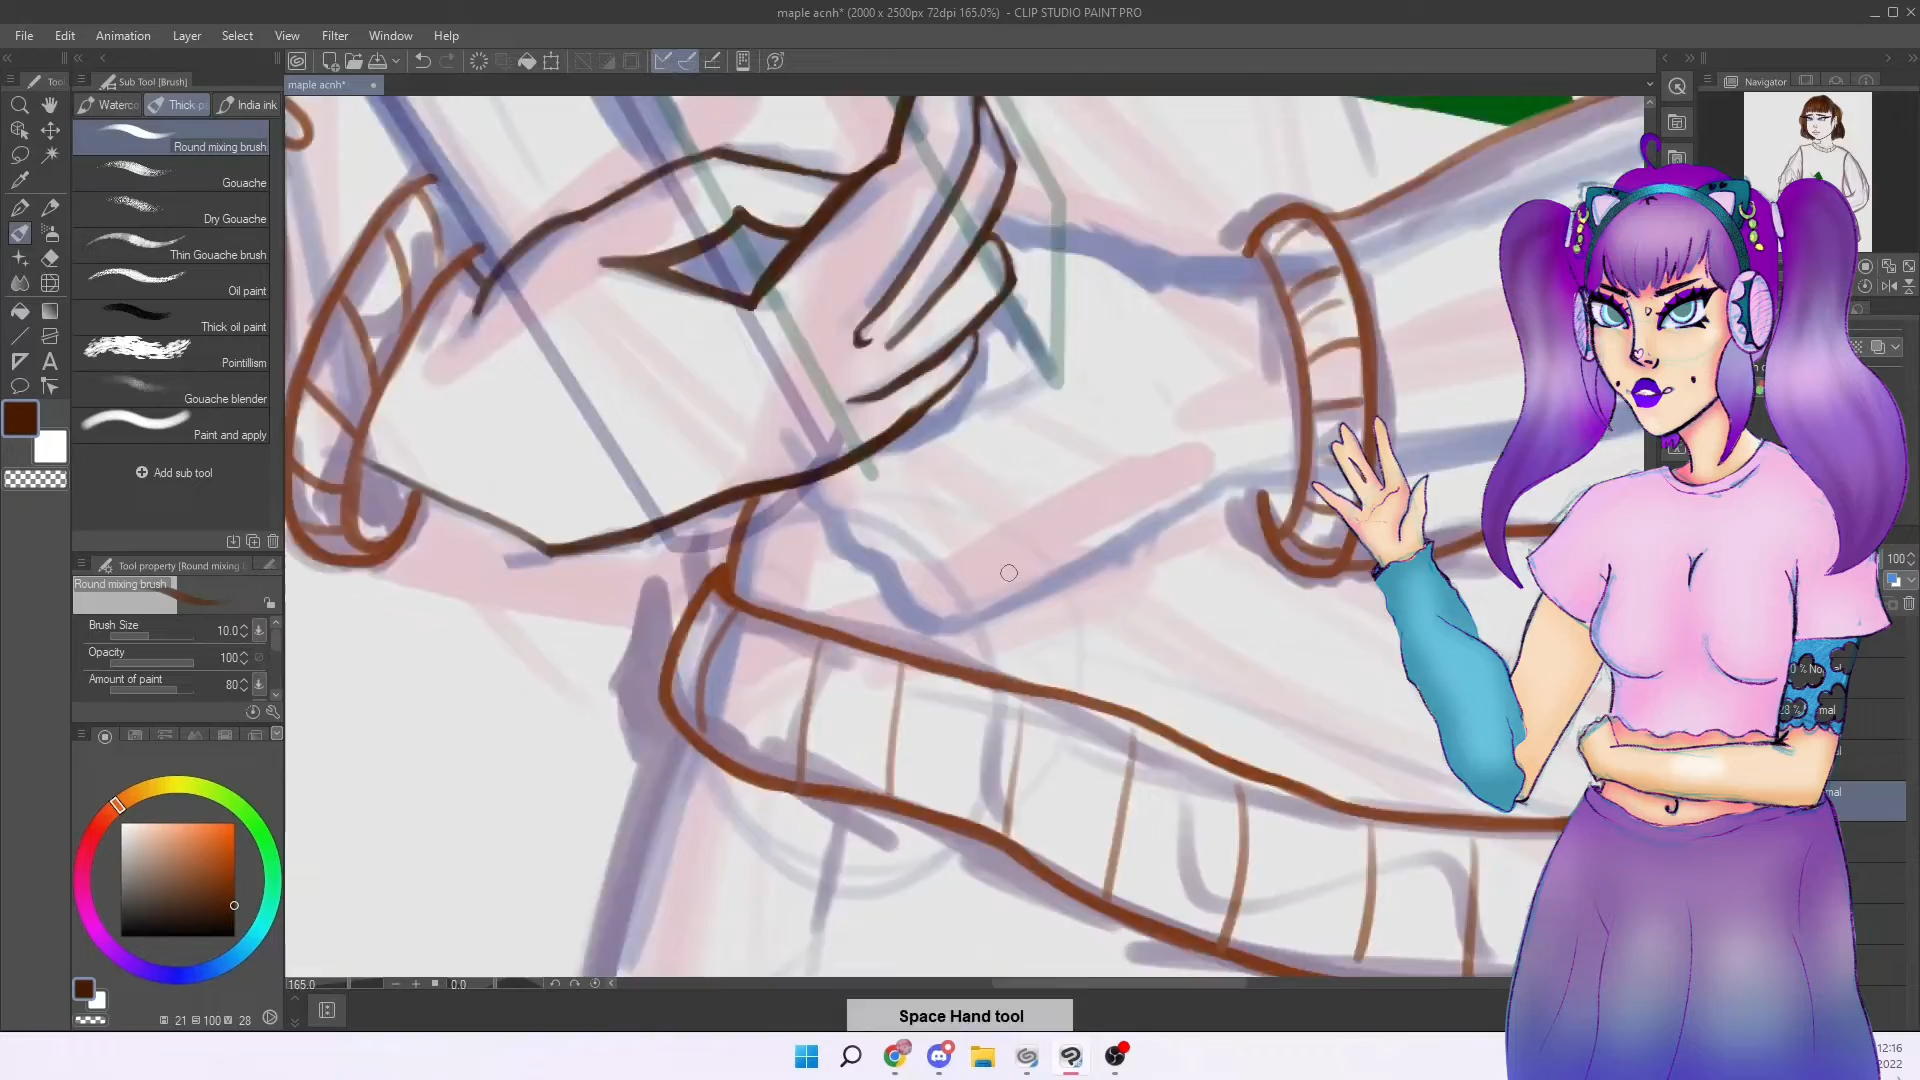 maple acnh* (2000 x 2500px 72dpi 165.0%) - CLIP STUDIO PAINT PRO
File Edit Animation Layer Select View Filter Window Help
Sub Tool [Brush]
maple acnh*
Navigator
Thick p
India ink
Round mixing brush
Gouache
Dry Gouache
Thin Gouache brush
Oil paint
Thick oil paint
Pointillism
Gouache blender
Paint and apply
Add sub tool
Tool property [Round mixing
Round mixing brush
Brush Size 10.0
Opacity 100
Amount of paint 80
100
21 100 28
165.0 0.0
Space Hand tool
12:16
2022